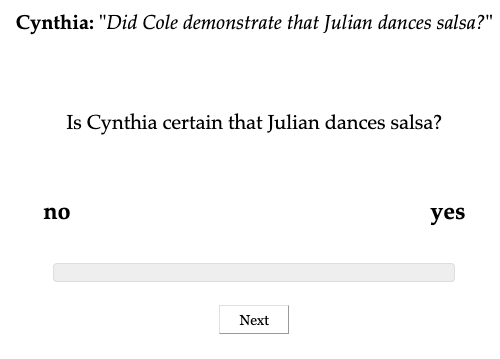 Cynthia: "Did Cole demonstrate that Julian dances salsa?"
Is Cynthia certain that Julian dances salsa?
no yes
Next